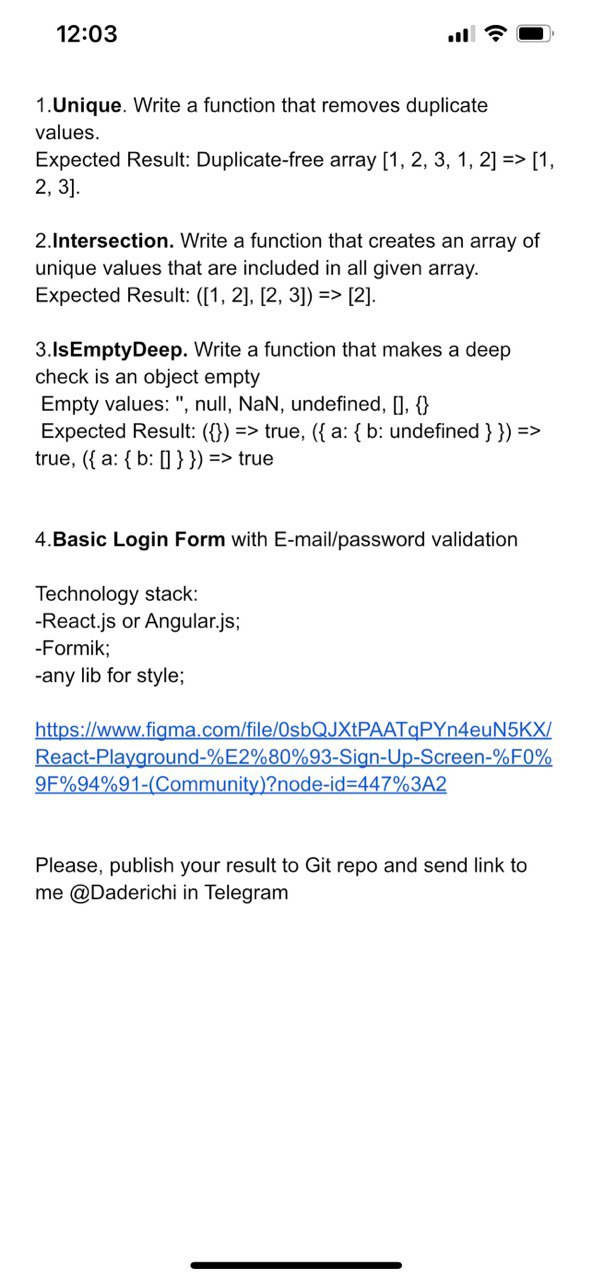 12:03
1.Unique. Write a function that removes duplicate
values.
Expected Result: Duplicate-free array [1, 2, 3, 1, 2] => [1,
2, 3].
2.Intersection. Write a function that creates an array of
unique values that are included in all given array.
Expected Result: ([1, 2], [2, 3]) => [2].
3.IsEmptyDeep. Write a function that makes a deep
check is an object empty
Empty values: '', null, NaN, undefined, [], {}
Expected Result: ({}) => true, ({ a: { b: undefined } }) =>
true, ({ a: { b: [] } }) => true
4.Basic Login Form with E-mail/password validation
Technology stack:
-React.js or Angular.js;
-Formik;
-any lib for style;
https://www.figma.com/file/0sbQJXtPAATqPYn4euN5KX/
React-Playground-%E2%80%93-Sign-Up-Screen-%F0%
9F%94%91-(Community)?node-id=447%3A2
Please, publish your result to Git repo and send link to
me @Daderichi in Telegram